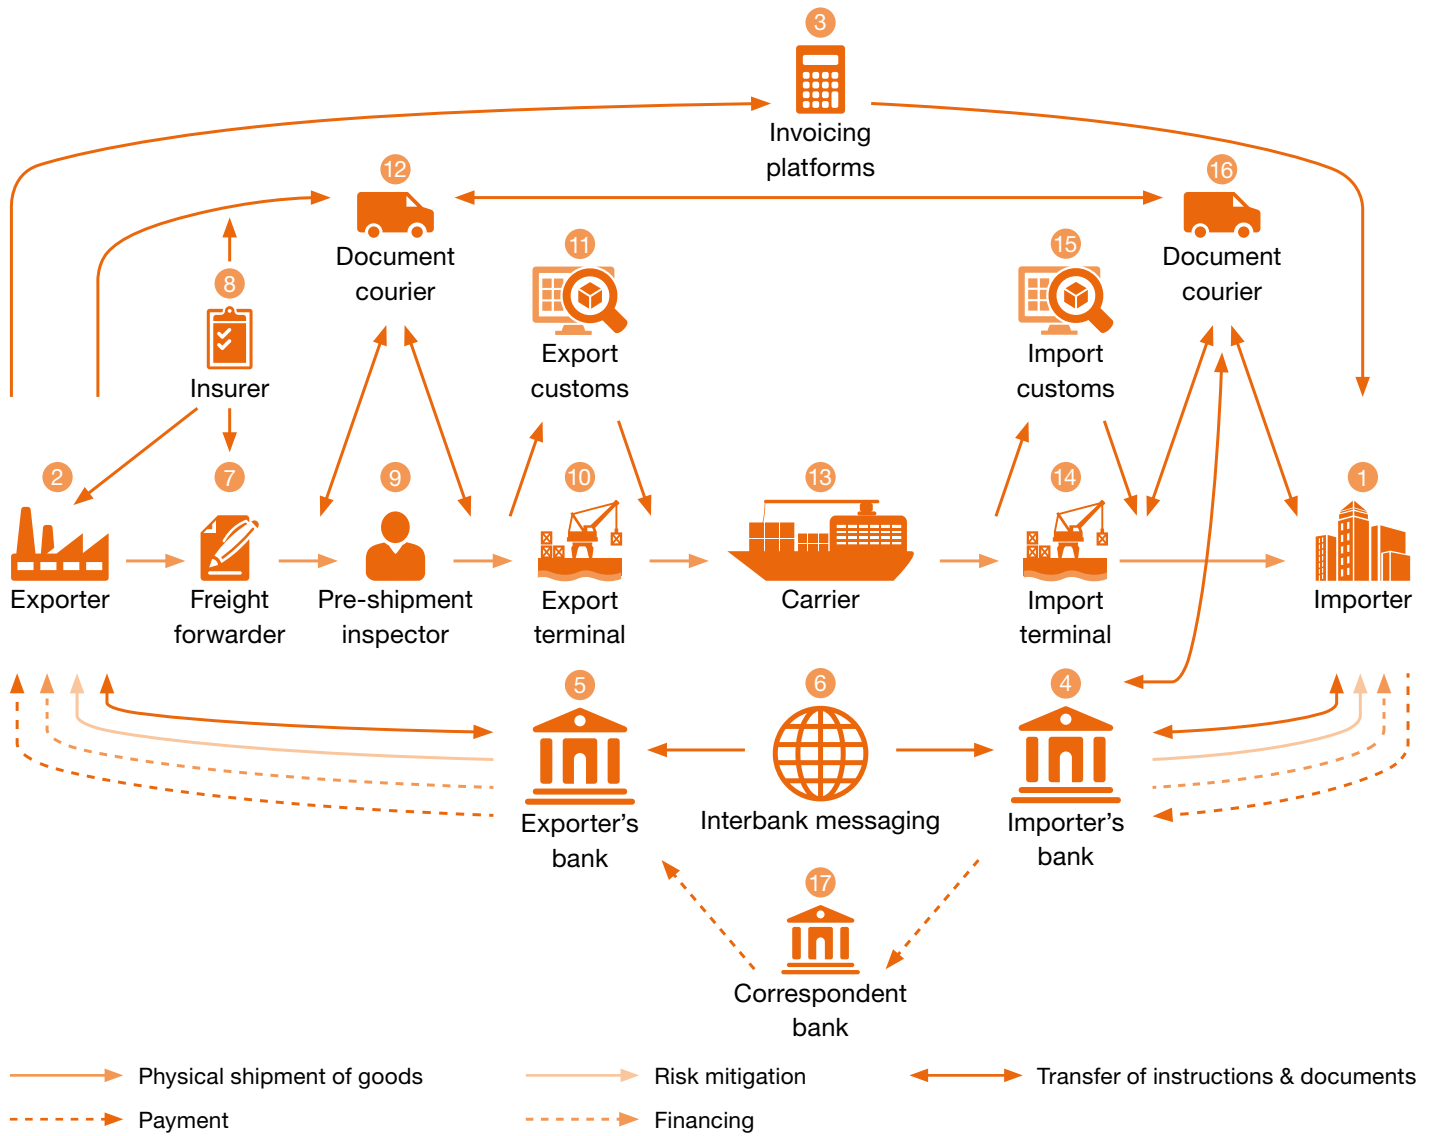 3
Invoicing
platforms
12
Document
courier
16
Document
courier
11
Export
customs
15
Import
customs
8
Insurer
2
Exporter
7
Freight
forwarder
9
Pre-shipment
inspector
10
Export
terminal
13
Carrier
14
Import
terminal
1
Importer
5
Exporter’s
bank
6
Interbank messaging
4
Importer’s
bank
17
Correspondent
bank
Physical shipment of goods
Risk mitigation
Transfer of instructions & documents
Payment
Financing